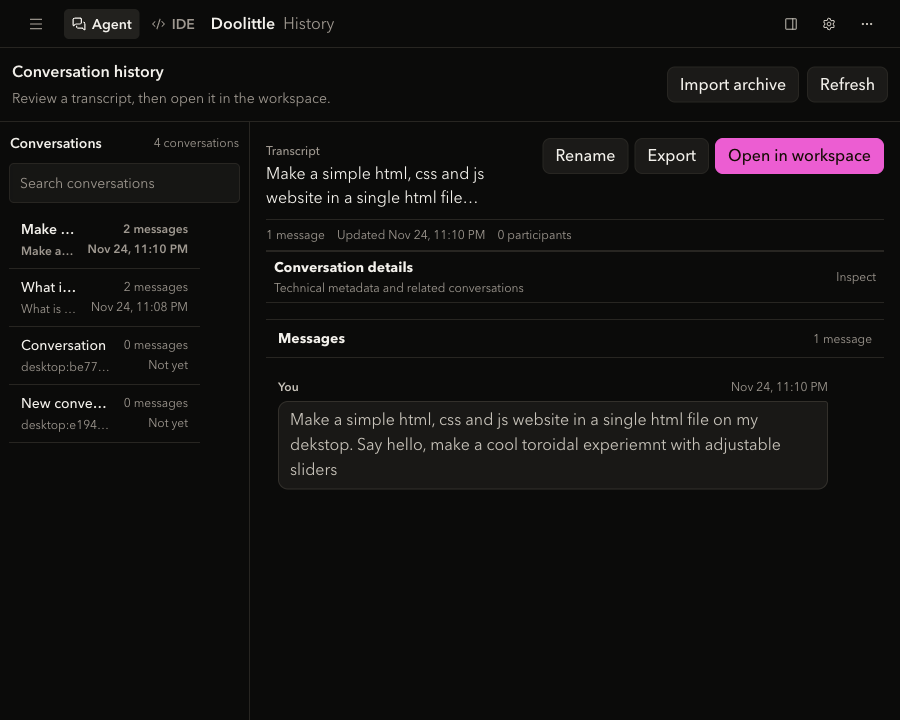 Agent
IDE
Doolittle History
Conversation history
Review a transcript, then open it in the workspace.
Import archive
Refresh
Conversations
4 conversations
Search conversations
Make ...
2 messages
Make a...
Nov 24, 11:10 PM
What i...
2 messages
What is ...
Nov 24, 11:08 PM
Conversation
0 messages
desktop:be77...
Not yet
New conve...
0 messages
desktop:e194...
Not yet
Transcript
Make a simple html, css and js
website in a single html file...
Rename
Export
Open in workspace
1 message
Updated Nov 24, 11:10 PM
0 participants
Conversation details
Technical metadata and related conversations
Inspect
Messages
1 message
You
Nov 24, 11:10 PM
Make a simple html, css and js website in a single html file on my
dekstop. Say hello, make a cool toroidal experiemnt with adjustable
sliders